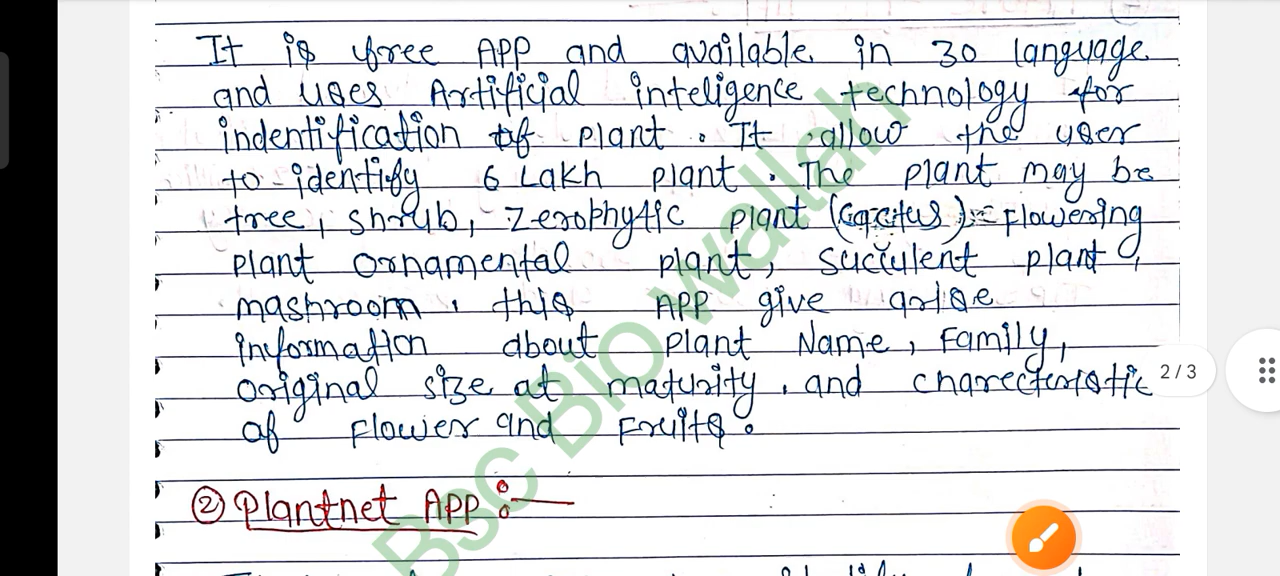 It is free APP and available in 30 language
and uses Artificial inteligence technology for
indentification of plant. It allow the user
to identify 6 Lakh plant. The plant may be
tree, shrub, Zerophytic plant (Cactus), Flowering
plant ornamental plant, succulent plant,
mashroom. this APP give
information about plant Name, Family,
original size at maturity, and charecteristic
of Flower and Fruits.
② Plantnet APP :—
2/3
BSC BIO wallah